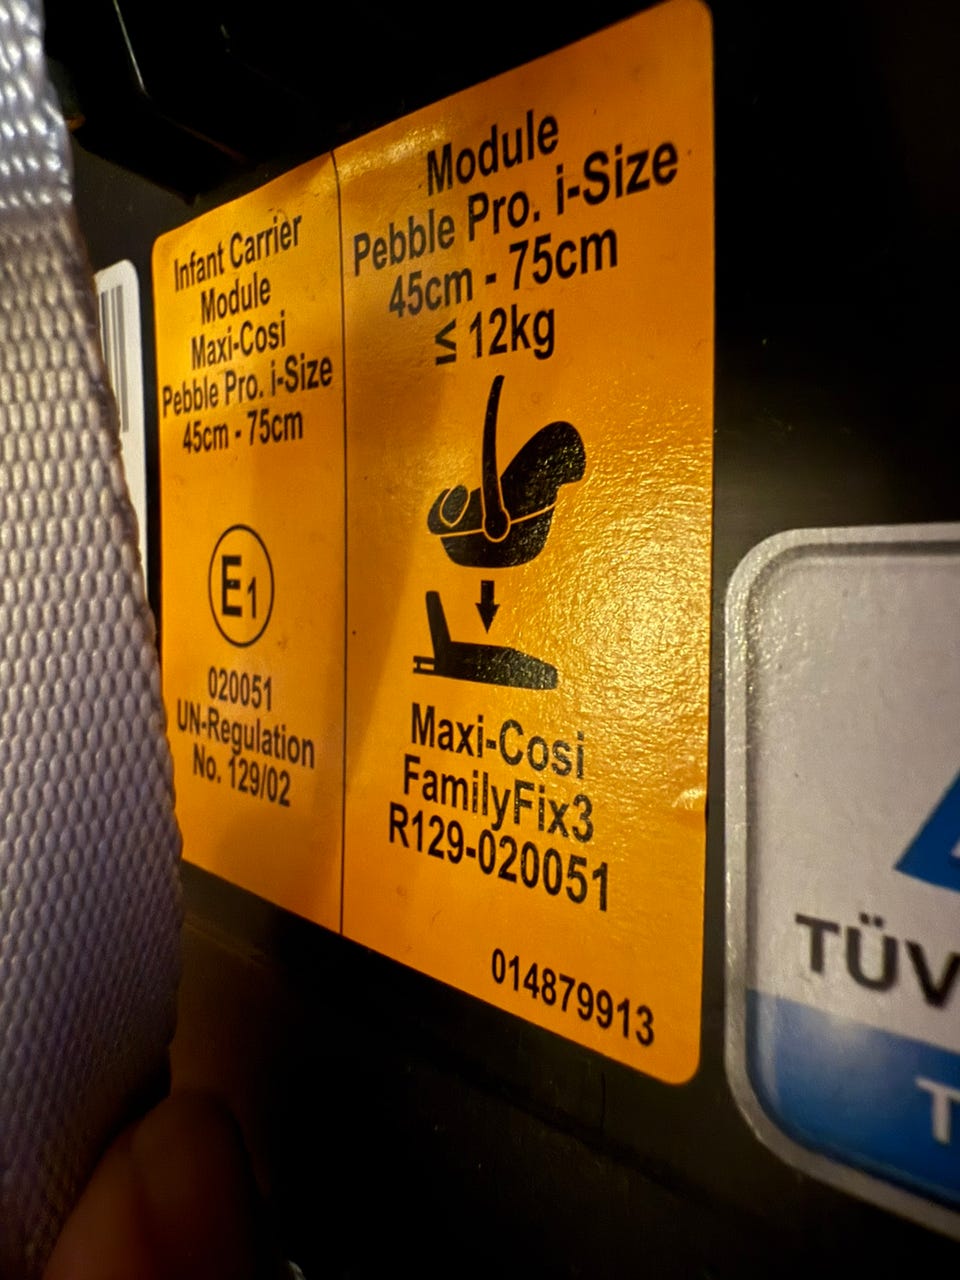 Infant Carrier
Module
Maxi-Cosi
Pebble Pro. i-Size
45cm - 75cm
E1
020051
UN-Regulation
No. 129/02
Module
Pebble Pro. i-Size
45cm - 75cm
≤ 12kg
Maxi-Cosi
FamilyFix3
R129-020051
014879913
TÜV
T